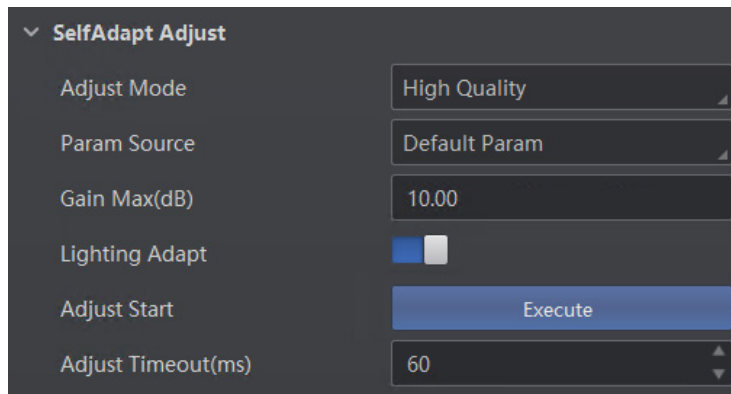 SelfAdapt Adjust
Adjust Mode High Quality
Param Source Default Param
Gain Max(dB) 10.00
Lighting Adapt
Adjust Start Execute
Adjust Timeout(ms) 60